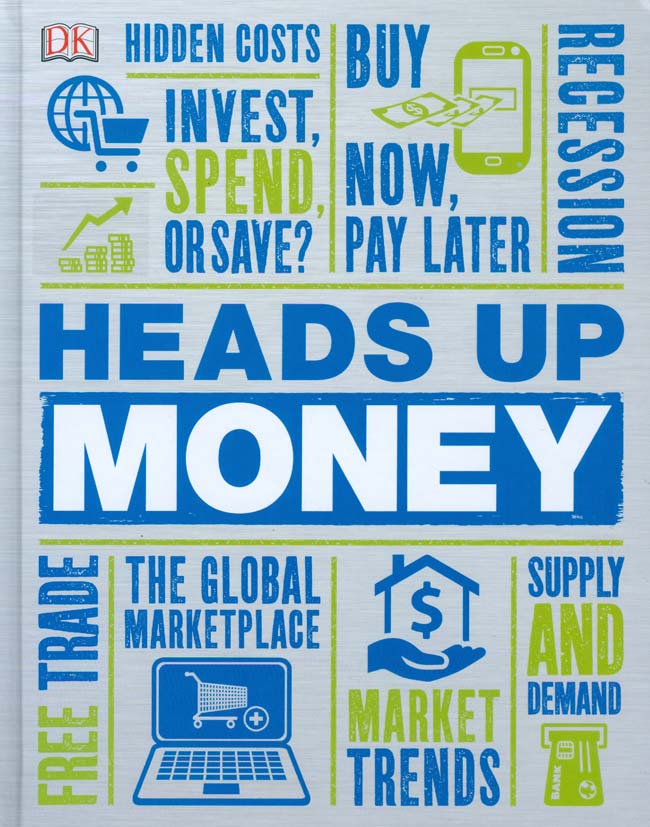 DK
HIDDEN COSTS
INVEST,
SPEND,
OR SAVE?
BUY
NOW,
PAY LATER
RECESSION
HEADS UP
MONEY
FREE TRADE
THE GLOBAL
MARKETPLACE
$
MARKET
TRENDS
SUPPLY
AND
DEMAND
BANK